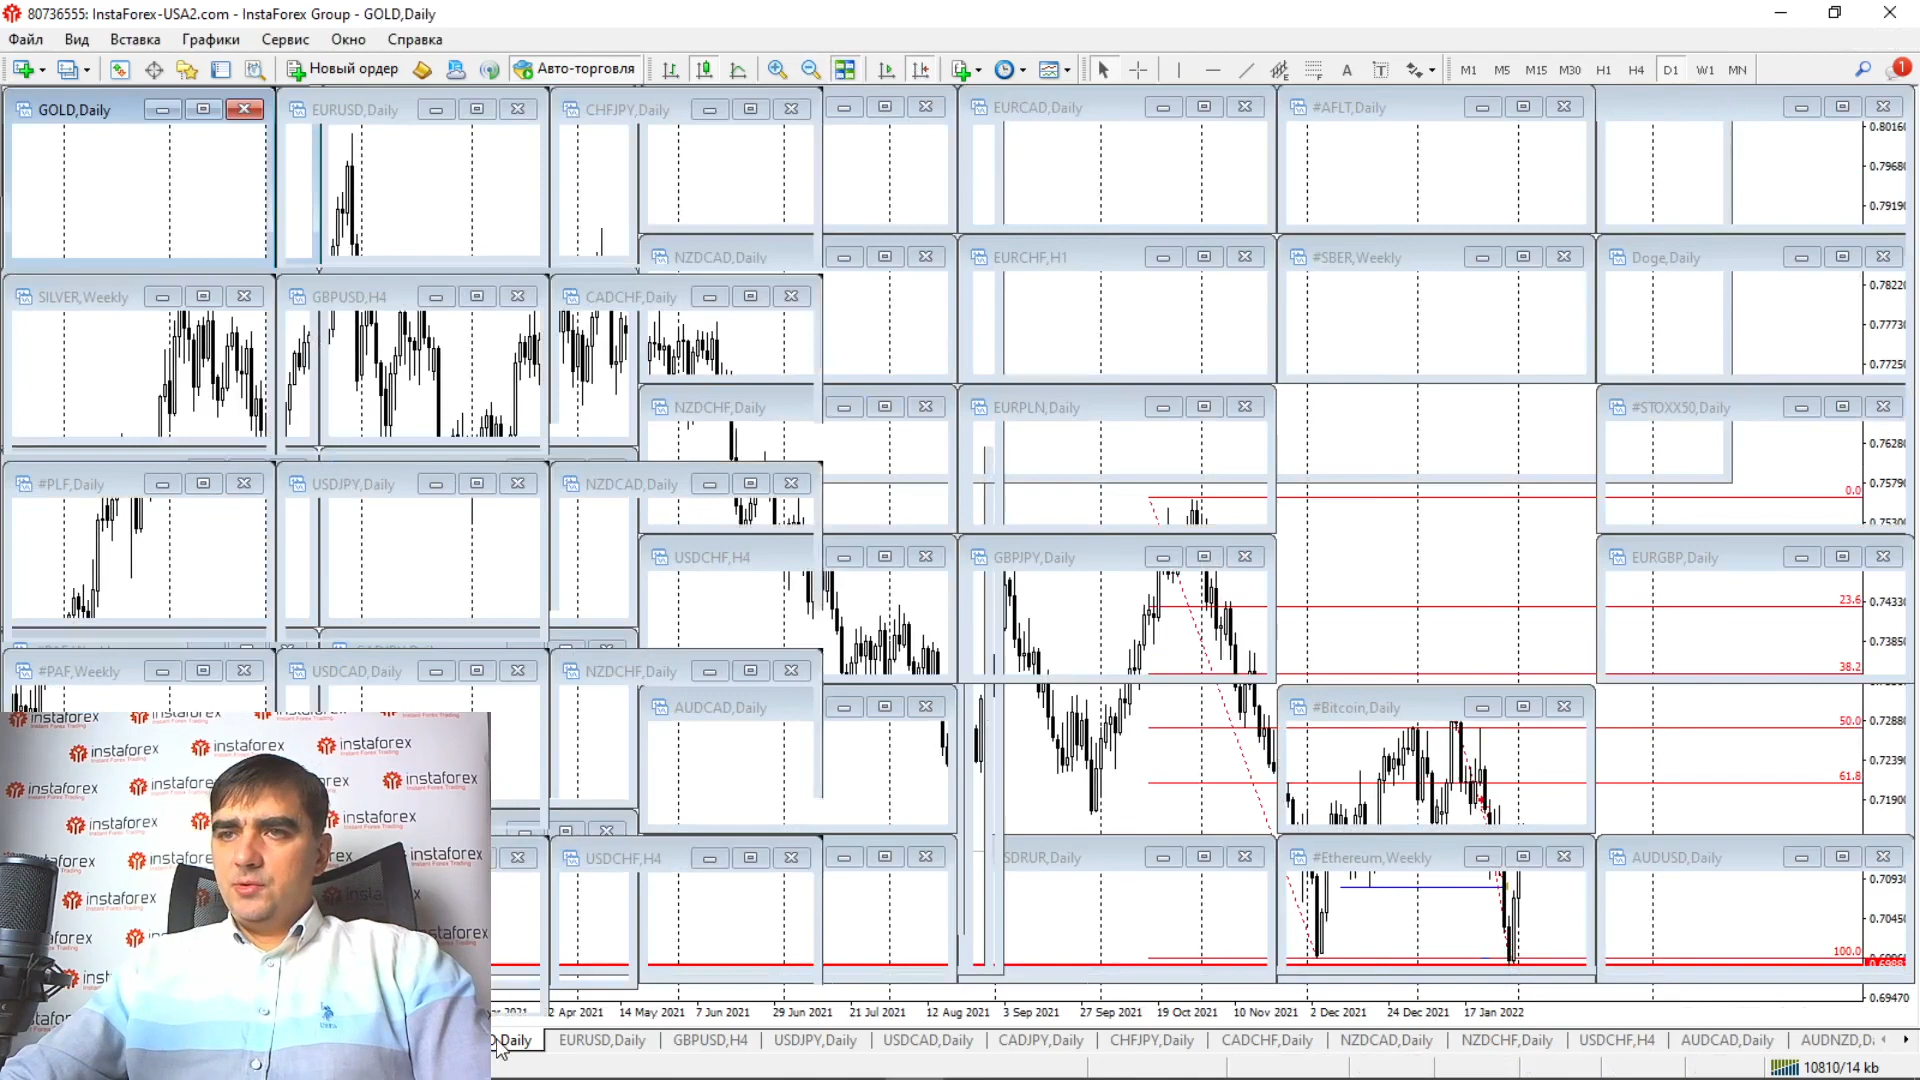 80736555: InstaForex-USA2.com - InstaForex Group - GOLD,Daily
Файл Вид Вставка Графики Сервис Окно Справка
Новый ордер Авто-торговля M1 M5 M15 M30 H1 H4 D1 W1 MN 1
GOLD,Daily EURUSD,Daily CHFJPY,Daily EURCAD,Daily #AFLT,Daily
0.8016
0.7968
0.7919
NZDCAD,Daily EURCHF,H1 #SBER,Weekly Doge,Daily
0.7822
SILVER,Weekly GBPUSD,H4 CADCHF,Daily
0.7773
0.7725
NZDCHF,Daily EURPLN,Daily #STOXX50,Daily
0.7628
#PLF,Daily USDJPY,Daily NZDCAD,Daily
0.7579
0.0
0.7530
USDCHF,H4 GBPJPY,Daily EURGBP,Daily
23.6
0.7433
0.7385
38.2
#PAF,Weekly USDCAD,Daily NZDCHF,Daily
AUDCAD,Daily #Bitcoin,Daily
0.7288
50.0
0.7239
61.8
0.7190
USDCHF,H4 SDRUR,Daily #Ethereum,Weekly AUDUSD,Daily
0.7093
0.7045
100.0
0.6947
2 Apr 2021 14 May 2021 7 Jun 2021 29 Jun 2021 21 Jul 2021 12 Aug 2021 3 Sep 2021 27 Sep 2021 19 Oct 2021 10 Nov 2021 2 Dec 2021 24 Dec 2021 17 Jan 2022
Daily EURUSD,Daily GBPUSD,H4 USDJPY,Daily USDCAD,Daily CADJPY,Daily CHFJPY,Daily CADCHF,Daily NZDCAD,Daily NZDCHF,Daily USDCHF,H4 AUDCAD,Daily AUDNZD,D
10810/14 kb
instaforex
Instant Forex Trading